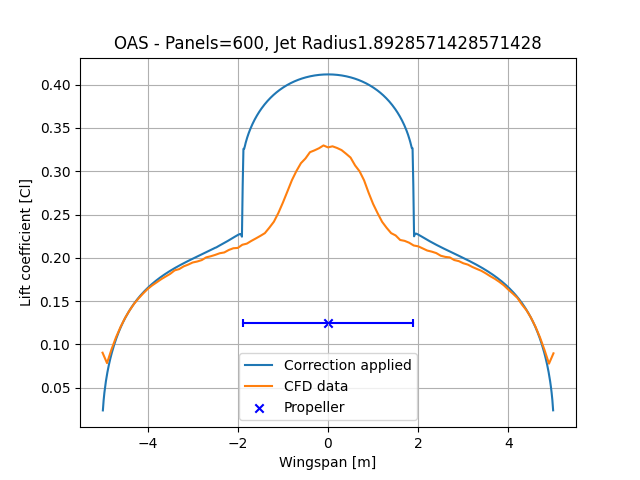 OAS - Panels=600, Jet Radius1.8928571428571428
Lift coefficient [Cl]
0.40
0.35
0.30
0.25
0.20
0.15
0.10
0.05
Correction applied
CFD data
Propeller
−4
−2
0
2
4
Wingspan [m]